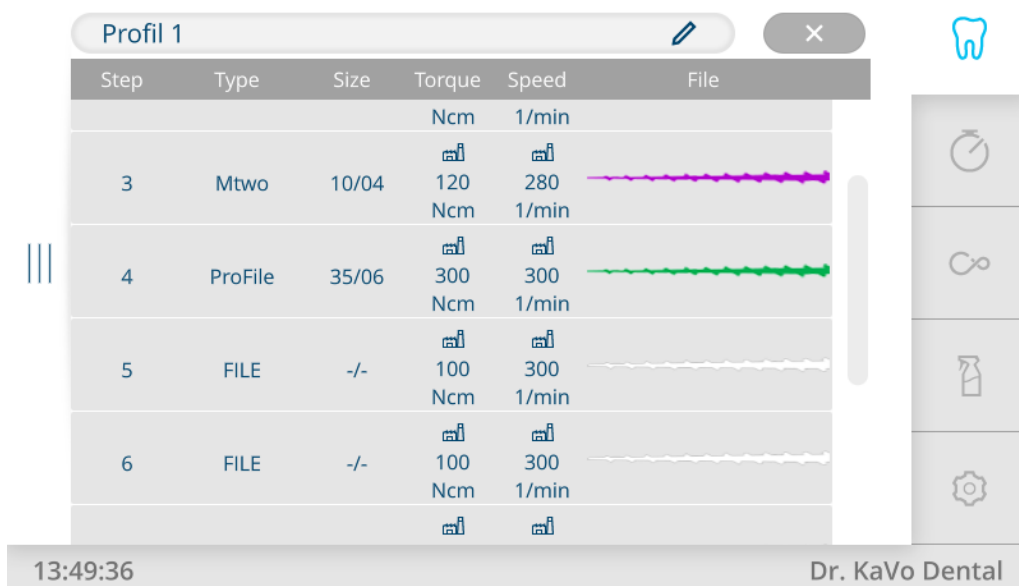 Profil 1
Step Type Size Torque Speed File
Ncm 1/min
3 Mtwo 10/04 120 280
Ncm 1/min
4 ProFile 35/06 300 300
Ncm 1/min
5 FILE -/- 100 300
Ncm 1/min
6 FILE -/- 100 300
Ncm 1/min
13:49:36 Dr. KaVo Dental